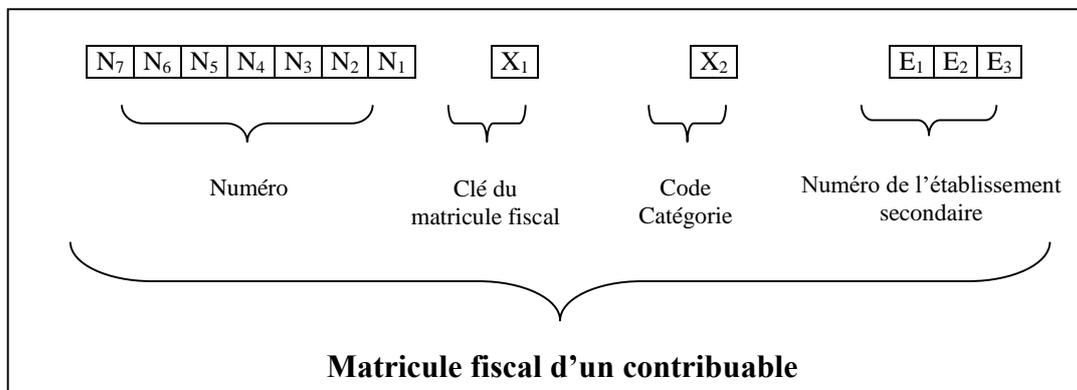 N₇ N₆ N₅ N₄ N₃ N₂ N₁ X₁ X₂ E₁ E₂ E₃
Numéro
Clé du
matricule fiscal
Code
Catégorie
Numéro de l’établissement
secondaire
Matricule fiscal d’un contribuable